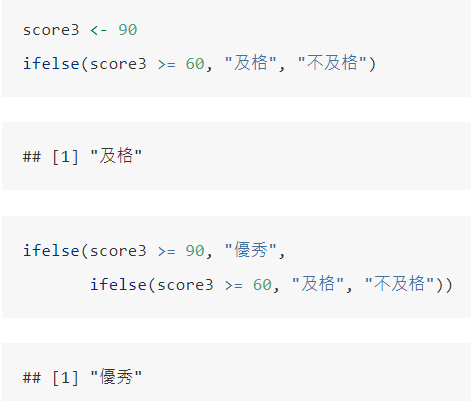 score3 <- 90
ifelse(score3 >= 60, "及格", "不及格")
## [1] "及格"
ifelse(score3 >= 90, "優秀",
       ifelse(score3 >= 60, "及格", "不及格"))
## [1] "優秀"